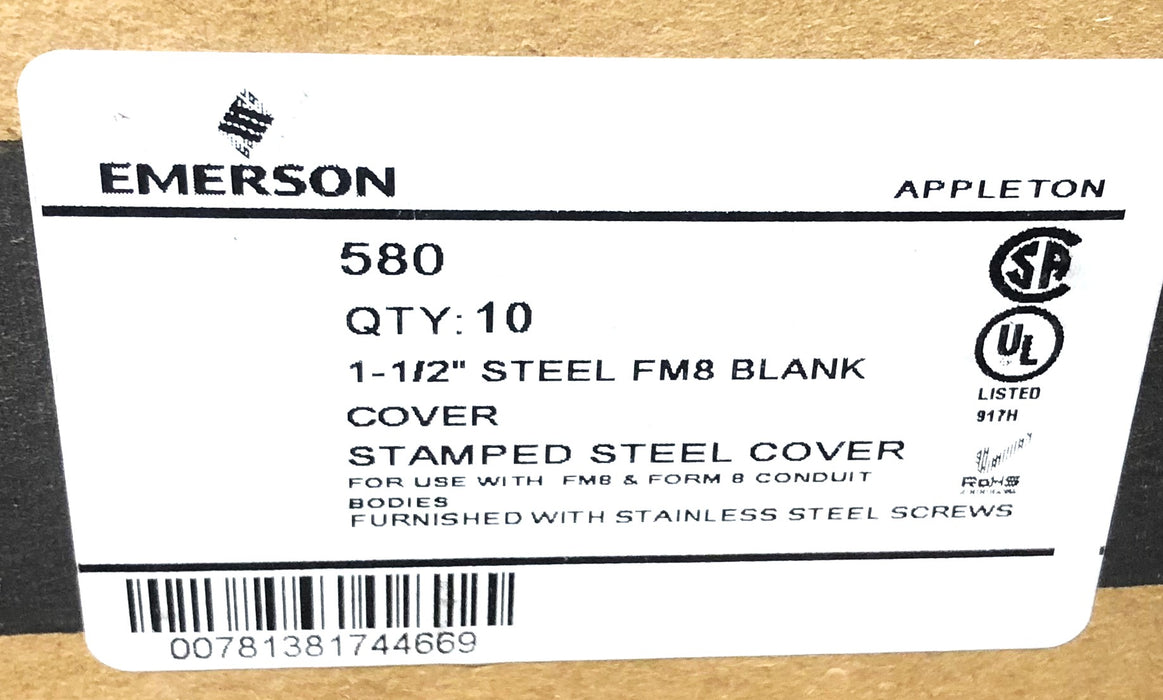 EMERSON
APPLETON
580
QTY: 10
1-1/2" STEEL FM8 BLANK
COVER
STAMPED STEEL COVER
FOR USE WITH FM8 & FORM 8 CONDUIT
BODIES
FURNISHED WITH STAINLESS STEEL SCREWS
SA
UL
LISTED
917H
RoHS
00781381744669